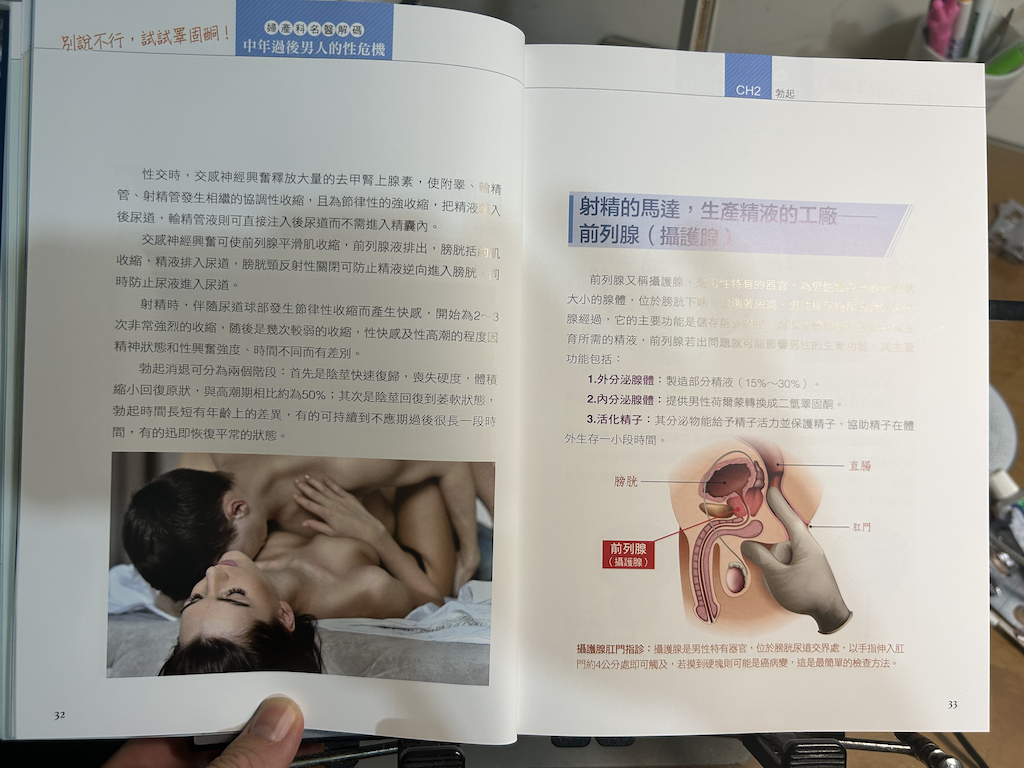 別說不行，試試睪固酮！
婦產科名醫解碼
中年過後男人的性危機
性交時，交感神經興奮釋放大量的去甲腎上腺素，使附睪、輸精
管、射精管發生相繼的協調性收縮，且為節律性的強收縮，把精液 入
後尿道，輸精管液則可直接注入後尿道而不需進入精囊內。
交感神經興奮可使前列腺平滑肌收縮，前列腺液排出，膀胱括約肌
收縮，精液排入尿道，膀胱頸反射性關閉可防止精液逆向進入膀胱，同
時防止尿液進入尿道。
射精時，伴隨尿道球部發生節律性收縮而產生快感，開始為2～3
次非常強烈的收縮，隨後是幾次較弱的收縮，性快感及性高潮的程度因
精神狀態和性興奮強度、時間不同而有差別。
勃起消退可分為兩個階段：首先是陰莖快速復歸，喪失硬度，體積
縮小回復原狀，與高潮期相比約為50%；其次是陰莖回復到萎軟狀態，
勃起時間長短有年齡上的差異，有的可持續到不應期過後很長一段時
間，有的迅即恢復平常的狀態。
32
CH2 勃起
射精的馬達，生產精液的工廠——
前列腺（攝護腺）
前列腺又稱攝護腺，是男性特有的器官，為
大小的腺體，位於膀胱下
腺經過，它的主要功能是儲存
育所需的精液，前列腺若出問題就可能影響男性的生育功能，其主要
功能包括：
1.外分泌腺體：製造部分精液（15%～30%）。
2.內分泌腺體：提供男性荷爾蒙轉換成二氫睪固酮。
3.活化精子：其分泌物能給予精子活力並保護精子，協助精子在體
外生存一小段時間。
直腸
膀胱
肛門
前列腺
（攝護腺）
攝護腺肛門指診：攝護腺是男性特有器官，位於膀胱尿道交界處，以手指伸入肛
門約4公分處即可觸及，若摸到硬塊則可能是癌病變，這是最簡單的檢查方法。
33